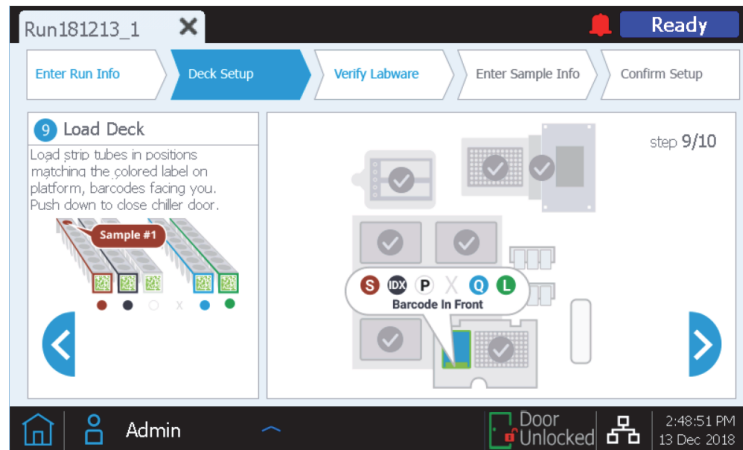 Run181213_1
Ready
Enter Run Info
Deck Setup
Verify Labware
Enter Sample Info
Confirm Setup
9 Load Deck
Load strip tubes in positions
matching the colored label on
platform, barcodes facing you.
Push down to close chiller door.
Sample #1
X
step 9/10
S IDX P X Q L
Barcode In Front
Admin
Door
Unlocked
2:48:51 PM
13 Dec 2018